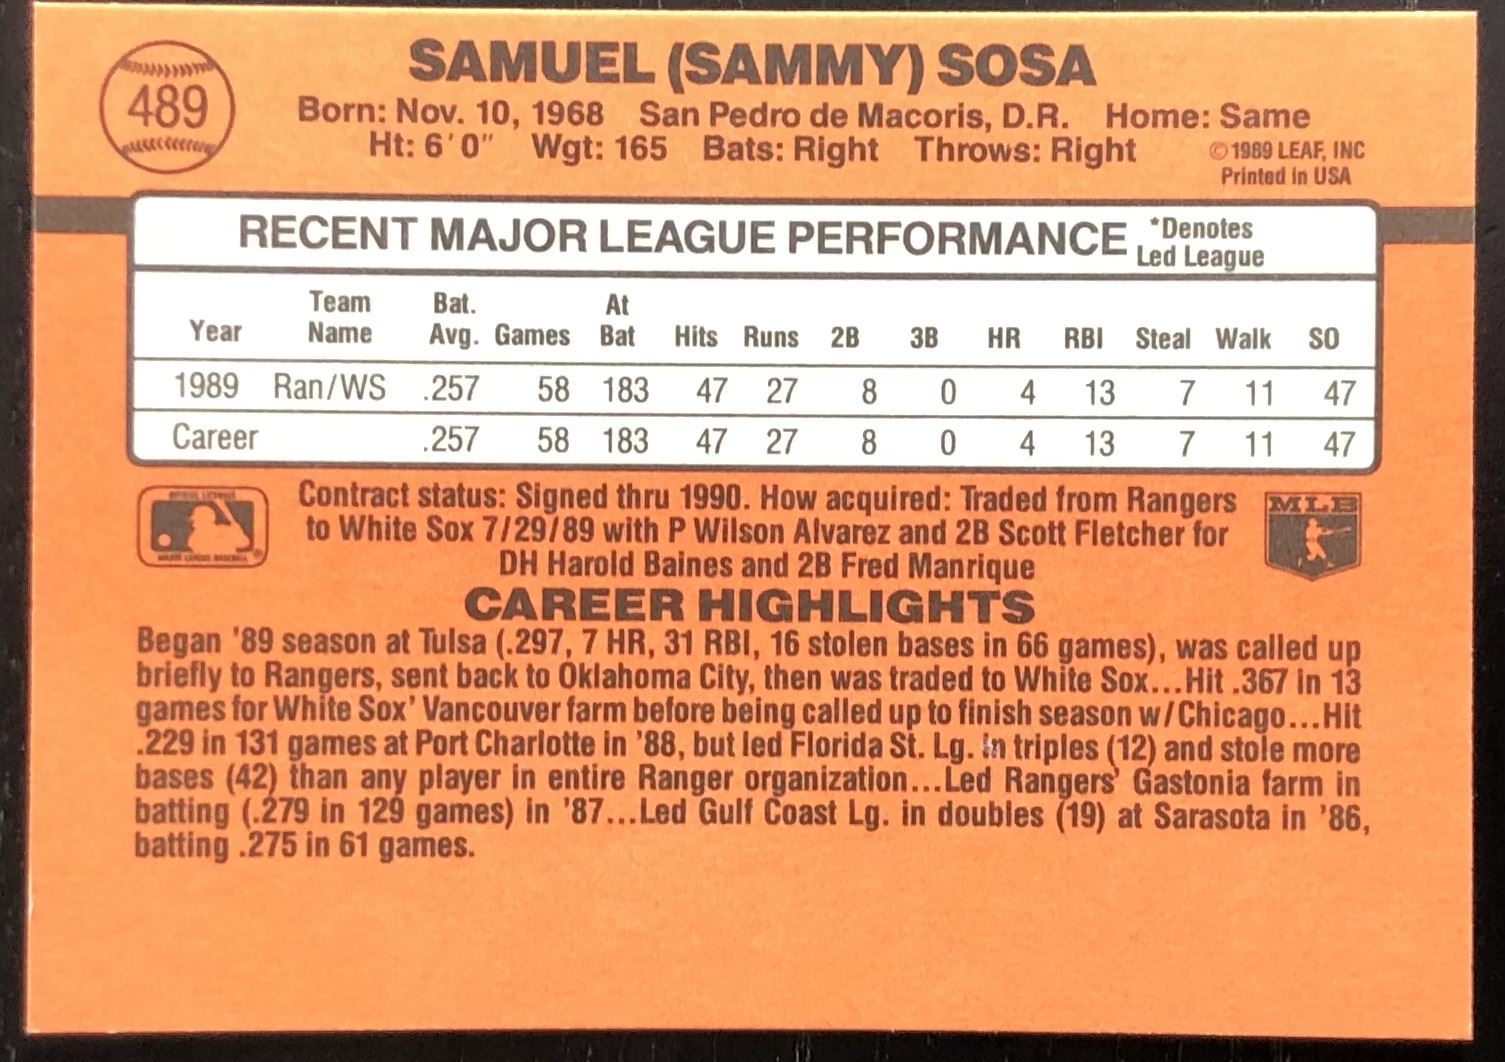 489
SAMUEL (SAMMY) SOSA
Born: Nov. 10, 1968 San Pedro de Macoris, D.R. Home: Same
Ht: 6' 0" Wgt: 165 Bats: Right Throws: Right
©1989 LEAF, INC
Printed in USA
RECENT MAJOR LEAGUE PERFORMANCE *Denotes
Led League
Year Team Name Bat. Avg. Games At Bat Hits Runs 2B 3B HR RBI Steal Walk SO
1989 Ran/WS .257 58 183 47 27 8 0 4 13 7 11 47
Career .257 58 183 47 27 8 0 4 13 7 11 47
Contract status: Signed thru 1990. How acquired: Traded from Rangers
to White Sox 7/29/89 with P Wilson Alvarez and 2B Scott Fletcher for
DH Harold Baines and 2B Fred Manrique
MLB
CAREER HIGHLIGHTS
Began '89 season at Tulsa (.297, 7 HR, 31 RBI, 16 stolen bases in 66 games), was called up
briefly to Rangers, sent back to Oklahoma City, then was traded to White Sox...Hit .367 in 13
games for White Sox' Vancouver farm before being called up to finish season w/Chicago...Hit
.229 in 131 games at Port Charlotte in '88, but led Florida St. Lg. in triples (12) and stole more
bases (42) than any player in entire Ranger organization...Led Rangers' Gastonia farm in
batting (.279 in 129 games) in '87...Led Gulf Coast Lg. in doubles (19) at Sarasota in '86,
batting .275 in 61 games.